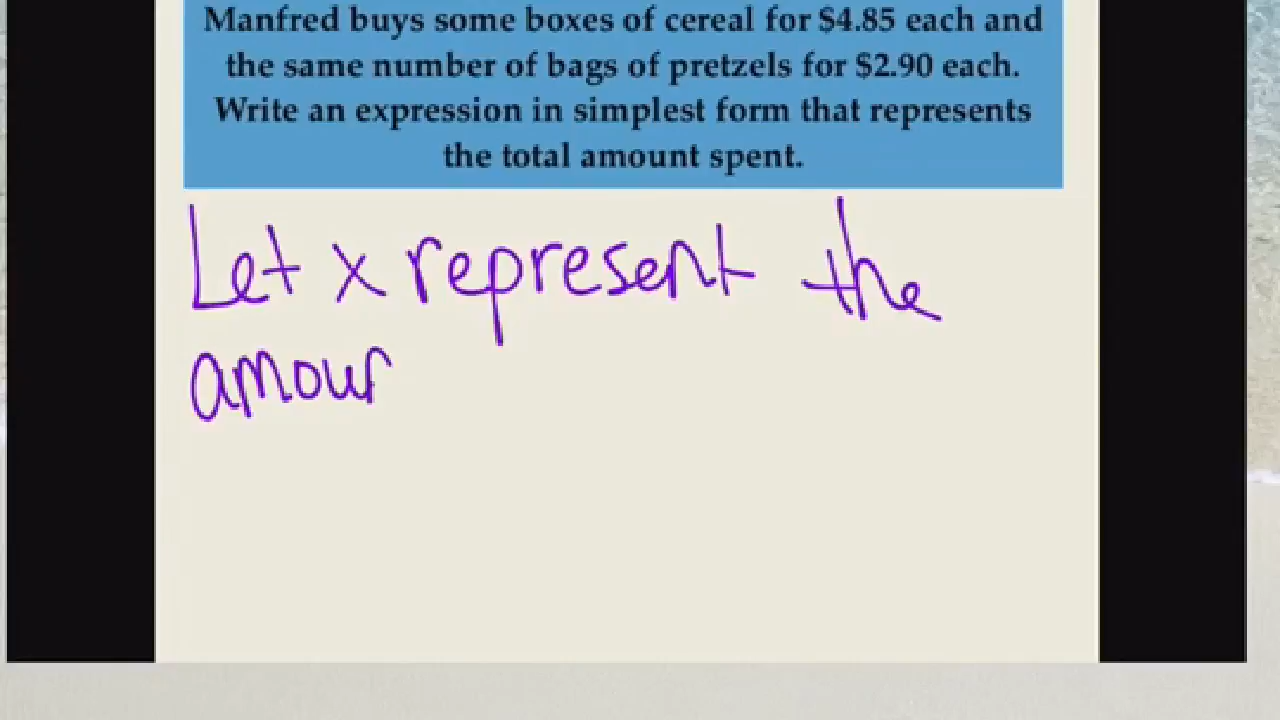 Manfred buys some boxes of cereal for $4.85 each and
the same number of bags of pretzels for $2.90 each.
Write an expression in simplest form that represents
the total amount spent.
Let x represent the
amour